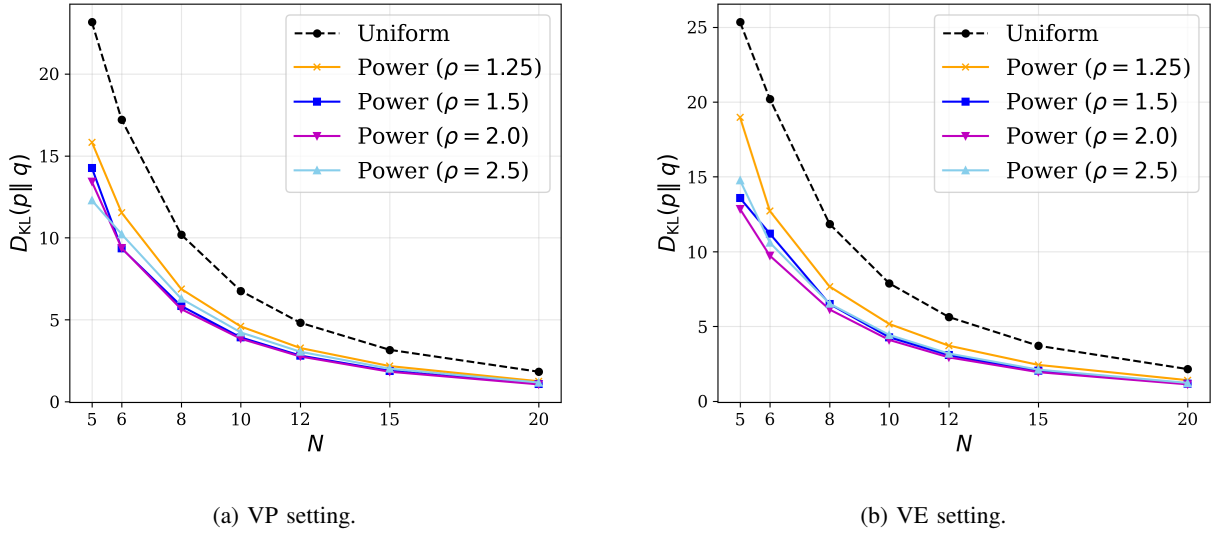 Uniform
Power (ρ = 1.25)
Power (ρ = 1.5)
Power (ρ = 2.0)
Power (ρ = 2.5)
D_KL(p∥ q)
20
15
10
5
0
5 6 8 10 12 15 20
N
(a) VP setting.
Uniform
Power (ρ = 1.25)
Power (ρ = 1.5)
Power (ρ = 2.0)
Power (ρ = 2.5)
D_KL(p∥ q)
25
20
15
10
5
0
5 6 8 10 12 15 20
N
(b) VE setting.